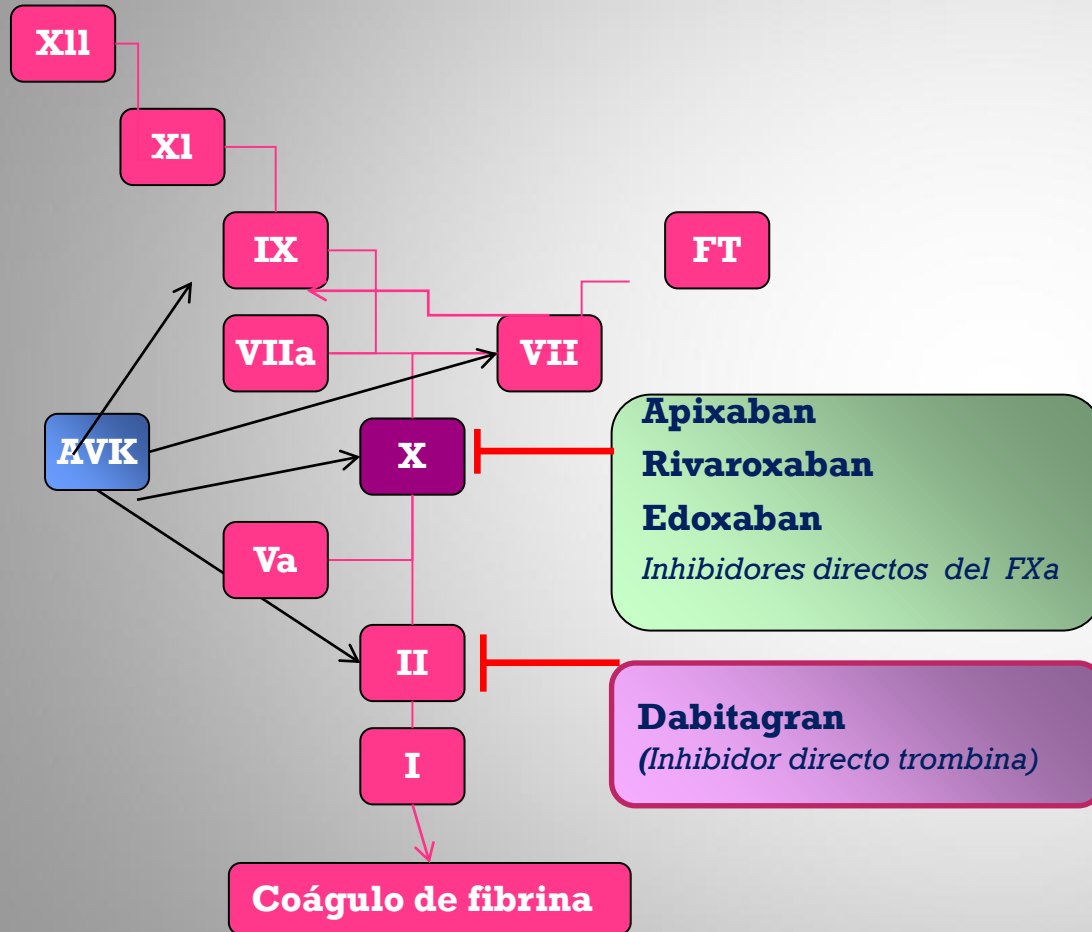 Xll
Xl
IX
FT
VIIa
VII
AVK
X
Apixaban
Rivaroxaban
Edoxaban
Inhibidores directos del FXa
Va
II
Dabitagran
(Inhibidor directo trombina)
I
Coágulo de fibrina